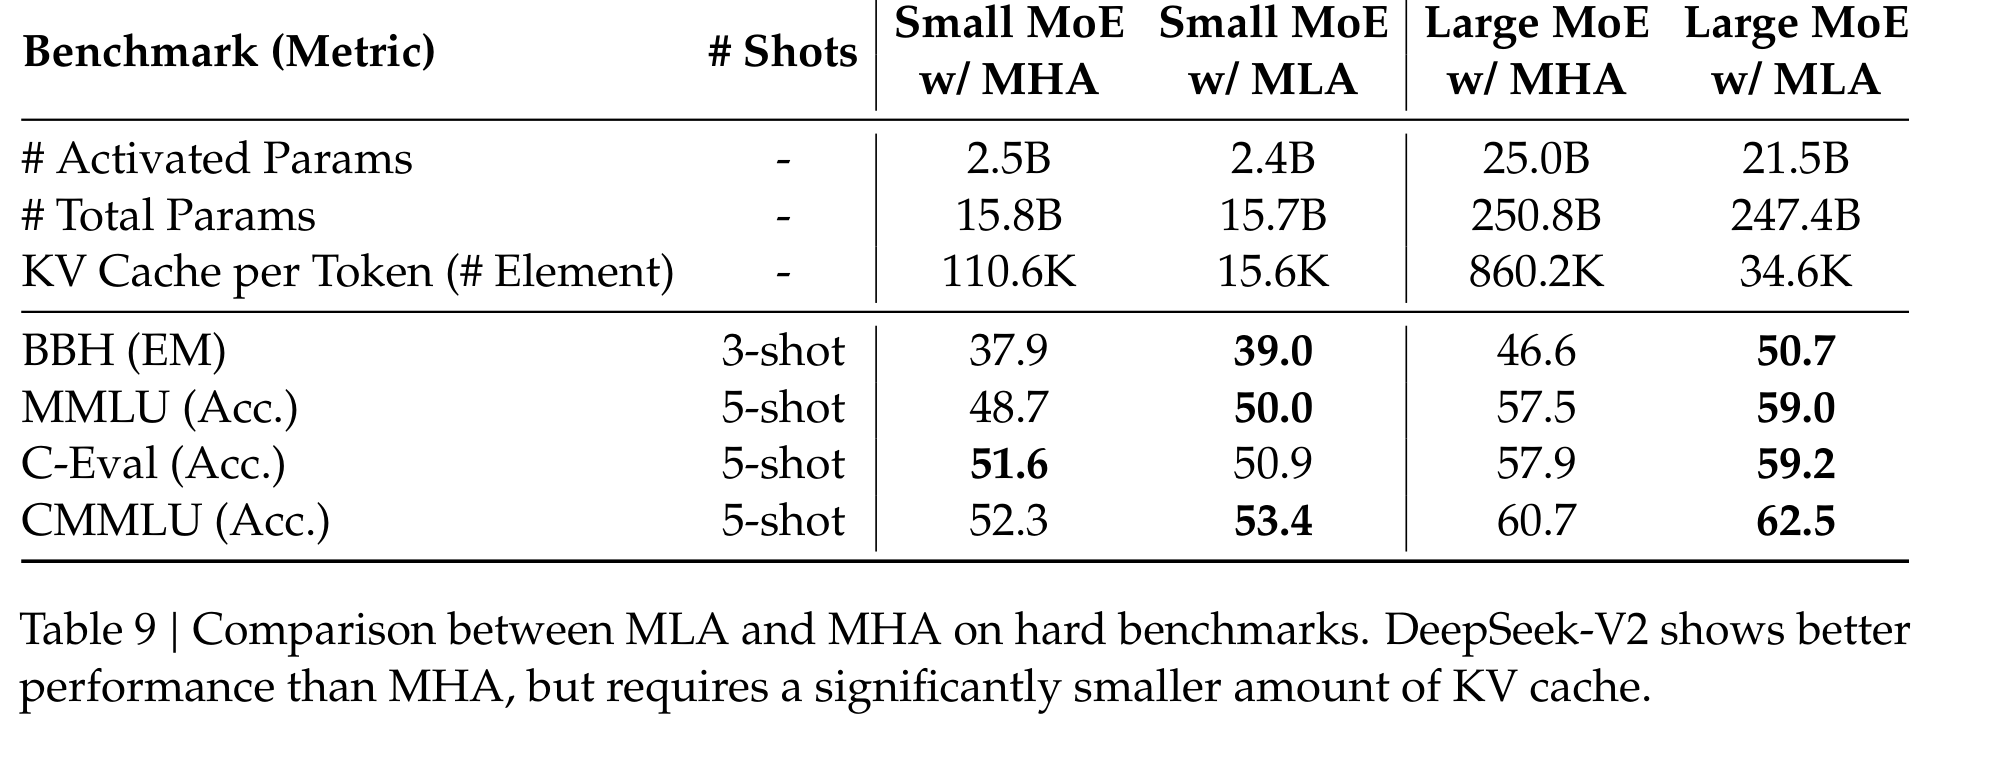 Benchmark (Metric) # Shots Small MoE w/ MHA Small MoE w/ MLA Large MoE w/ MHA Large MoE w/ MLA
# Activated Params - 2.5B 2.4B 25.0B 21.5B
# Total Params - 15.8B 15.7B 250.8B 247.4B
KV Cache per Token (# Element) - 110.6K 15.6K 860.2K 34.6K
BBH (EM) 3-shot 37.9 39.0 46.6 50.7
MMLU (Acc.) 5-shot 48.7 50.0 57.5 59.0
C-Eval (Acc.) 5-shot 51.6 50.9 57.9 59.2
CMMLU (Acc.) 5-shot 52.3 53.4 60.7 62.5
Table 9 | Comparison between MLA and MHA on hard benchmarks. DeepSeek-V2 shows better
performance than MHA, but requires a significantly smaller amount of KV cache.